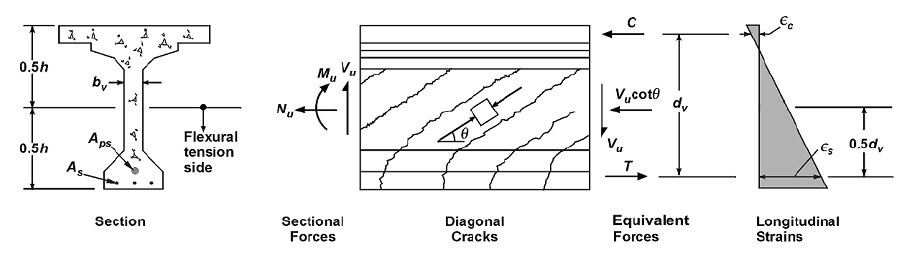 0.5h
0.5h
b_v
A_ps
A_s
Flexural
tension
side
Section
M_u
V_u
N_u
Sectional
Forces
θ
Diagonal
Cracks
C
d_v
V_u cotθ
V_u
T
Equivalent
Forces
ϵ_c
0.5d_v
ϵ_s
Longitudinal
Strains